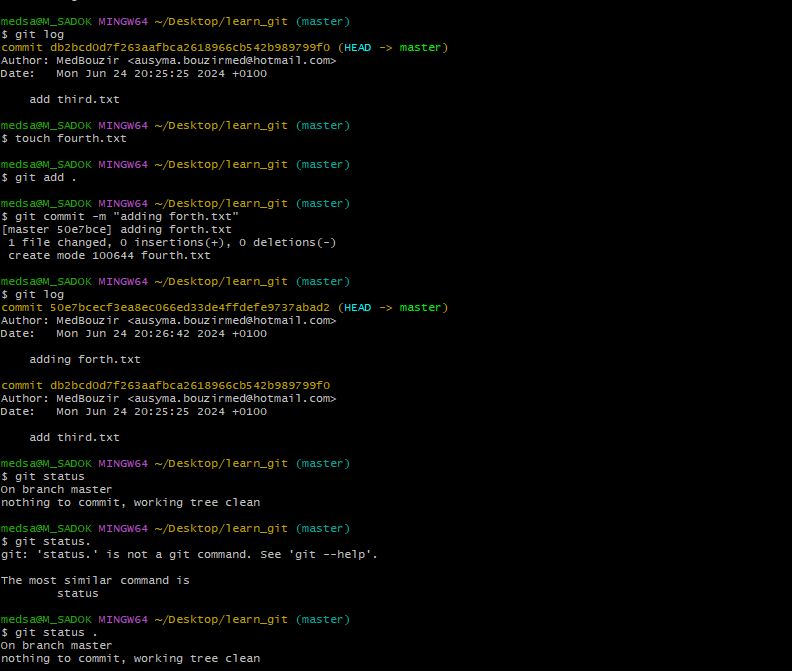 medsa@M_SADOK MINGW64 ~/Desktop/learn_git (master)
$ git log
commit db2bcd0d7f263aafbca2618966cb542b989799f0 (HEAD -> master)
Author: MedBouzir <ausyma.bouzirmed@hotmail.com>
Date:   Mon Jun 24 20:25:25 2024 +0100
    add third.txt
medsa@M_SADOK MINGW64 ~/Desktop/learn_git (master)
$ touch fourth.txt
medsa@M_SADOK MINGW64 ~/Desktop/learn_git (master)
$ git add .
medsa@M_SADOK MINGW64 ~/Desktop/learn_git (master)
$ git commit -m "adding forth.txt"
[master 50e7bce] adding forth.txt
 1 file changed, 0 insertions(+), 0 deletions(-)
 create mode 100644 fourth.txt
medsa@M_SADOK MINGW64 ~/Desktop/learn_git (master)
$ git log
commit 50e7bcecf3ea8ec066ed33de4ffdefe9737abad2 (HEAD -> master)
Author: MedBouzir <ausyma.bouzirmed@hotmail.com>
Date:   Mon Jun 24 20:26:42 2024 +0100
    adding forth.txt
commit db2bcd0d7f263aafbca2618966cb542b989799f0
Author: MedBouzir <ausyma.bouzirmed@hotmail.com>
Date:   Mon Jun 24 20:25:25 2024 +0100
    add third.txt
medsa@M_SADOK MINGW64 ~/Desktop/learn_git (master)
$ git status
On branch master
nothing to commit, working tree clean
medsa@M_SADOK MINGW64 ~/Desktop/learn_git (master)
$ git status.
git: 'status.' is not a git command. See 'git --help'.
The most similar command is
        status
medsa@M_SADOK MINGW64 ~/Desktop/learn_git (master)
$ git status .
On branch master
nothing to commit, working tree clean